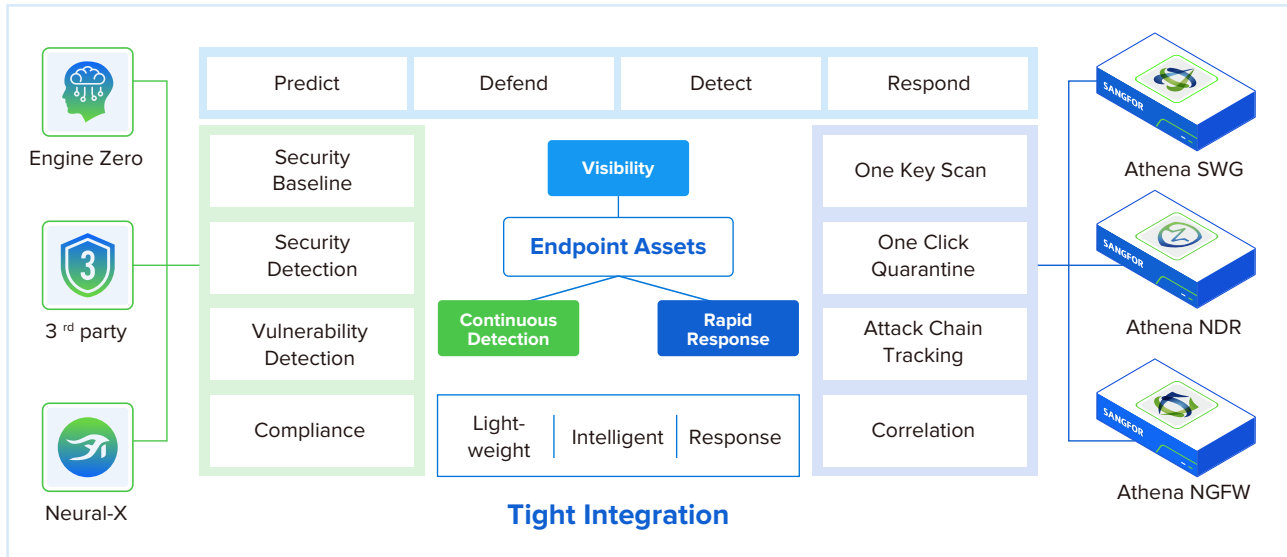 Predict
Defend
Detect
Respond
3
Engine Zero
3 rd party
Neural-X
Security
Baseline
Security
Detection
Vulnerability
Detection
Compliance
Visibility
Endpoint Assets
Continuous
Detection
Rapid
Response
Light-
weight
Intelligent
Response
One Key Scan
One Click
Quarantine
Attack Chain
Tracking
Correlation
SANGFOR
Athena SWG
SANGFOR
Athena NDR
SANGFOR
Athena NGFW
Tight Integration